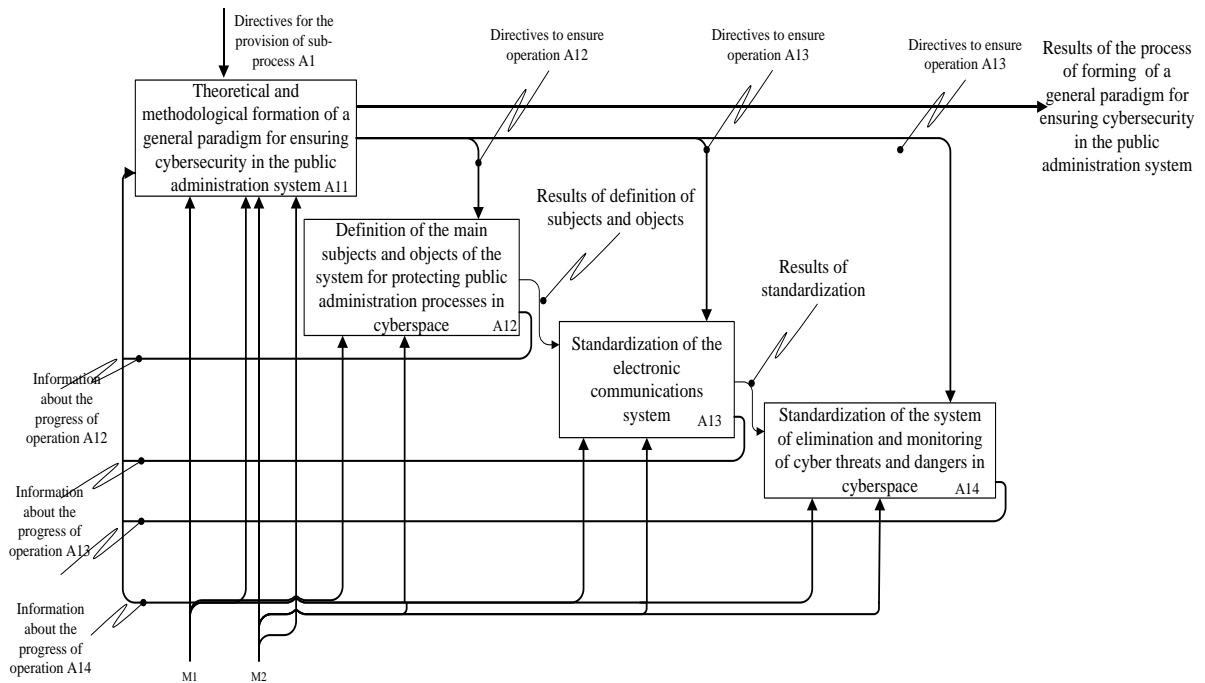 Directives for the
provision of sub-
process A1
Directives to ensure
operation A12
Directives to ensure
operation A13
Directives to ensure
operation A13
Results of the process
of forming of a
general paradigm for
ensuring cybersecurity
in the public
administration system
Theoretical and
methodological formation of a
general paradigm for ensuring
cybersecurity in the public
administration system A11
Results of definition of
subjects and objects
Definition of the main
subjects and objects of the
system for protecting public
administration processes in
cyberspace A12
Results of
standardization
Standardization of the
electronic
communications
system A13
Information
about the
progress of
operation A12
Standardization of the system
of elimination and monitoring
of cyber threats and dangers in
cyberspace A14
Information
about the
progress of
operation A13
Information
about the
progress of
operation A14
M1
M2